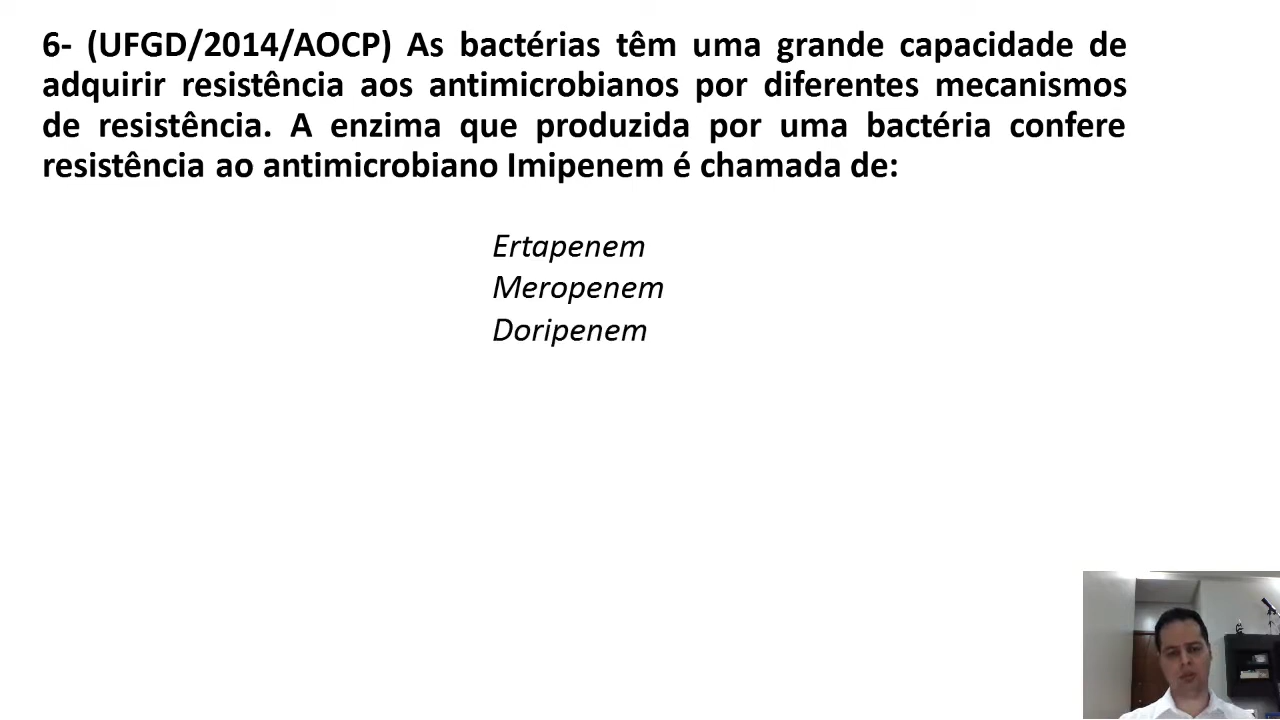 6- (UFGD/2014/AOCP) As bactérias têm uma grande capacidade de
adquirir resistência aos antimicrobianos por diferentes mecanismos
de resistência. A enzima que produzida por uma bactéria confere
resistência ao antimicrobiano Imipenem é chamada de:
Ertapenem
Meropenem
Doripenem